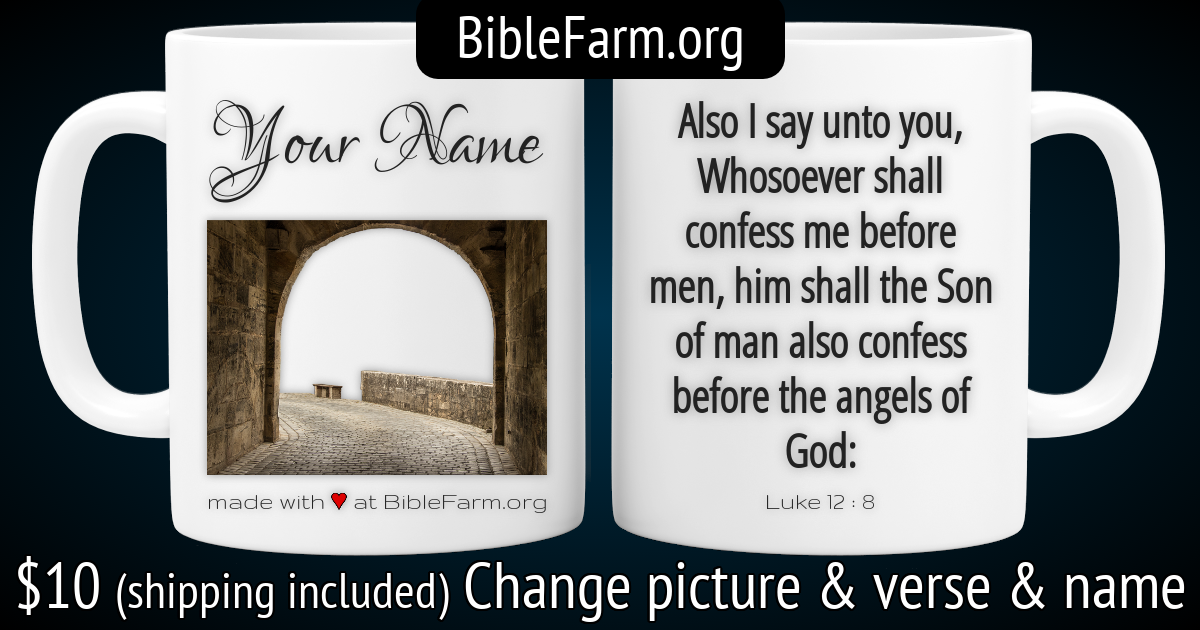 BibleFarm.org
Your Name
made with ♥ at BibleFarm.org
Also I say unto you,
Whosoever shall
confess me before
men, him shall the Son
of man also confess
before the angels of
God:
Luke 12 : 8
$10 (shipping included) Change picture & verse & name